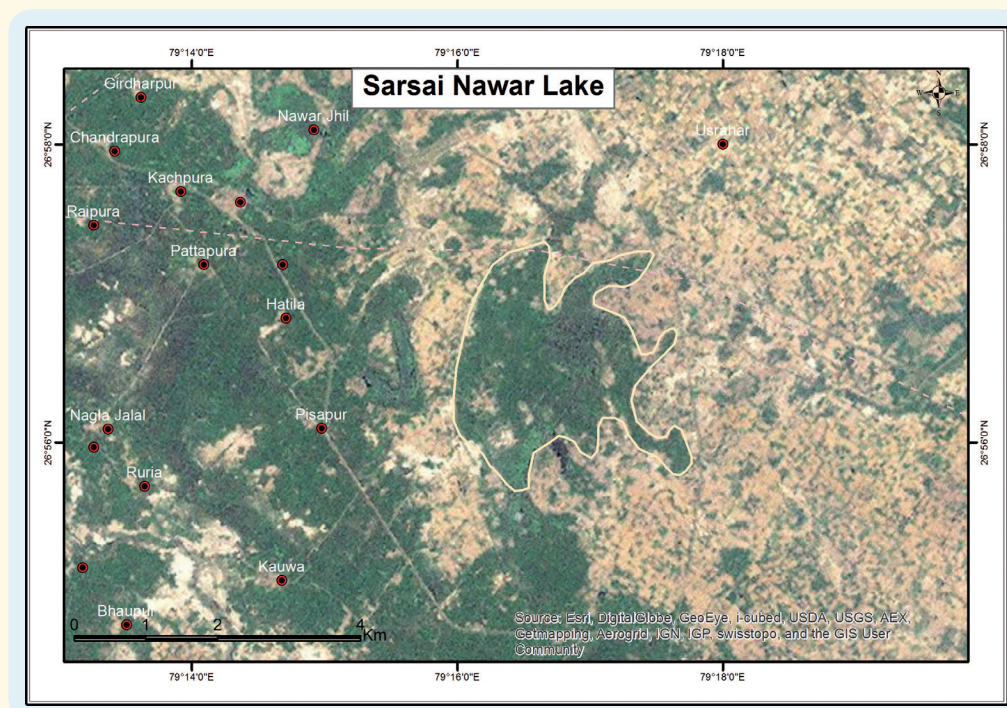 79°14'0"E 79°16'0"E 79°18'0"E
Sarsai Nawar Lake
N
W E
S
Girdharpur
Nawar Jhil
Chandrapura
Usrahar
26°58'0"N 26°58'0"N
Kachpura
Raipura
Pattapura
Hatila
Nagla Jalal
Pisapur
26°56'0"N 26°56'0"N
Ruria
Kauwa
Bhaupur
0 1 2 4
Km
Source: Esri, DigitalGlobe, GeoEye, i-cubed, USDA, USGS, AEX,
Getmapping, Aerogrid, IGN, IGP, swisstopo, and the GIS User
Community
79°14'0"E 79°16'0"E 79°18'0"E